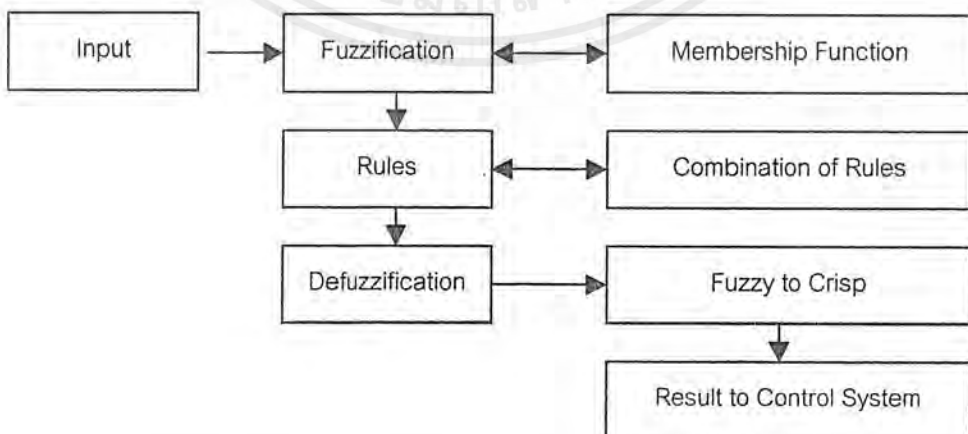 Input
Fuzzification
Membership Function
Rules
Combination of Rules
Defuzzification
Fuzzy to Crisp
Result to Control System